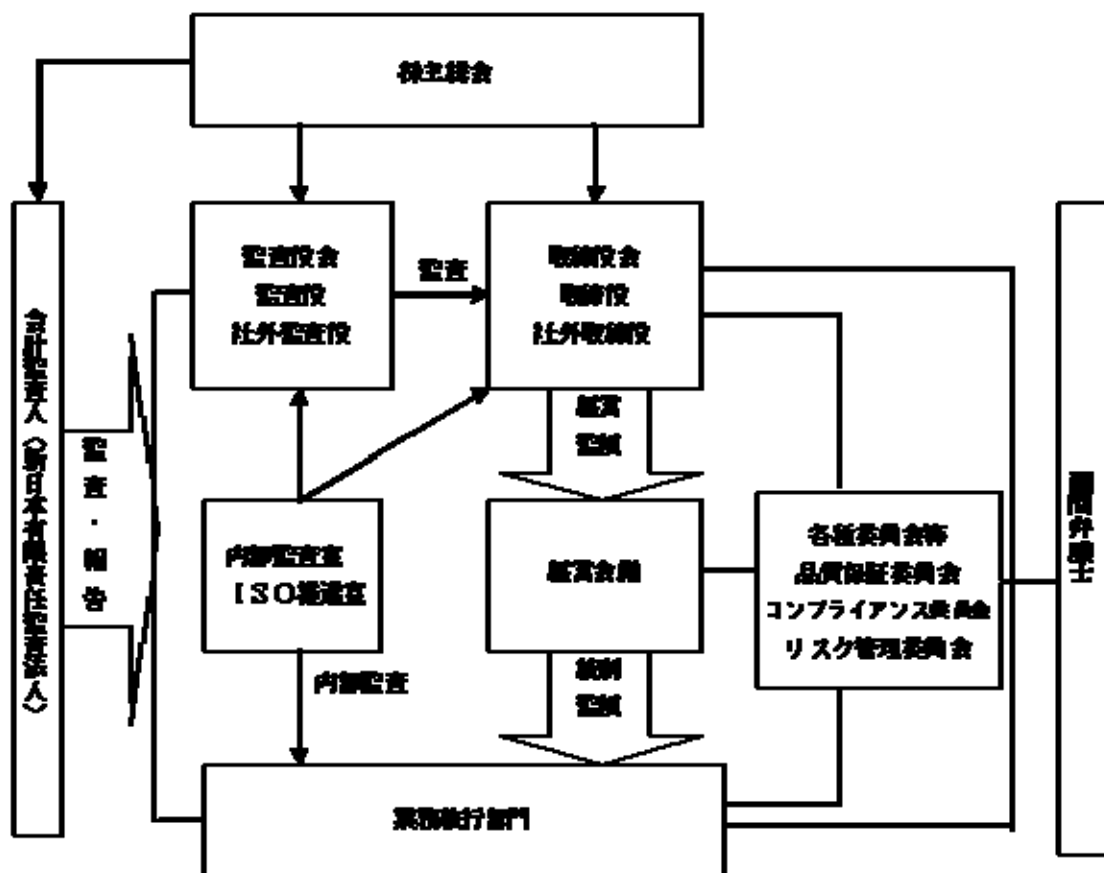 株主総会
監査役会
監査役
社外監査役
監査
取締役会
取締役
社外取締役
会計監査人(新日本有限責任監査法人)
監査・報告
経営
監視
顧問弁護士
内部監査室
ISO推進室
経営会議
各種委員会等
品質保証委員会
コンプライアンス委員会
リスク管理委員会
内部監査
統制
監視
業務執行部門